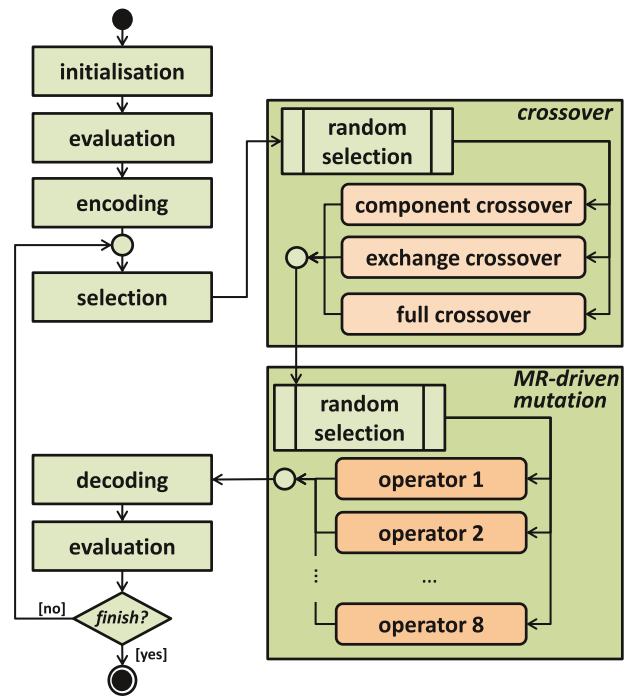 initialisation
evaluation
encoding
selection
crossover
random
selection
component crossover
exchange crossover
full crossover
MR-driven
mutation
random
selection
operator 1
operator 2
...
...
operator 8
decoding
evaluation
finish?
[no]
[yes]